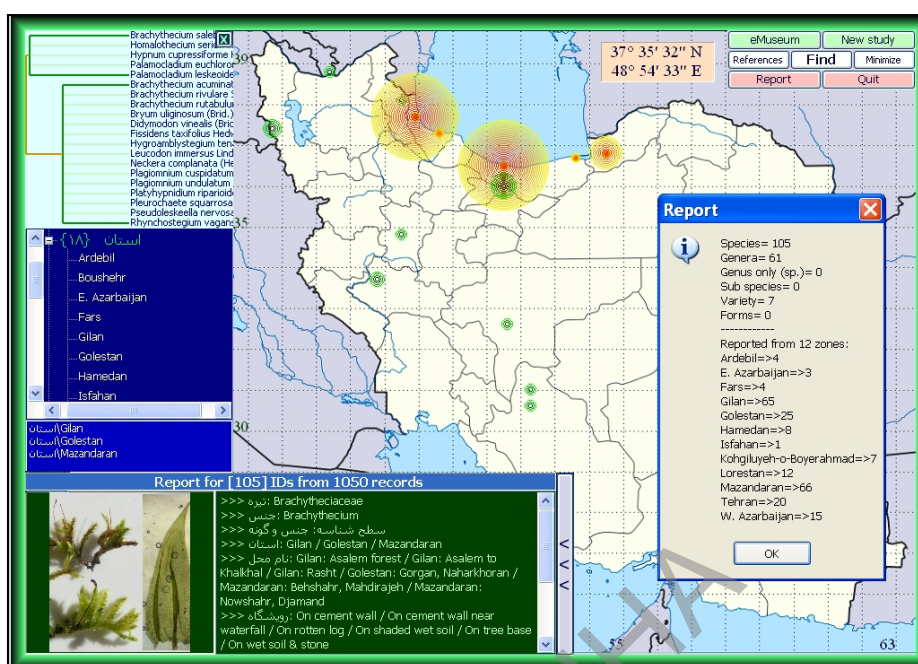 Brachythecium saleb
Homalothecium seric
Hypnum cupressiforme
Palamocladium euchloron
Palamocladium leskeoide
Brachythecium acuminat
Brachythecium rivulare
Brachythecium rutabulu
Bryum uliginosum (Brid.)
Didymodon vinealis (Brid
Fissidens taxifolius Hedw
Hygroamblystegium ten
Leucodon immersus Lind
Neckera complanata (He
Plagiomnium cuspidatum
Plagiomnium undulatum
Platyhypnidium riparioid
Pleurochaete squarrosa
Pseudoleskeella nervosa
Rhynchostegium vagans
X
39
35
30
55
63
37° 35' 32" N
48° 54' 33" E
eMuseum New study
References Find Minimize
Report Quit
استان {١٨}
Ardebil
Boushehr
E. Azarbaijan
Fars
Gilan
Golestan
Hamedan
Isfahan
استان\Gilan
استان\Golestan
استان\Mazandaran
Report for [105] IDs from 1050 records
>>> تیره: Brachytheciaceae
>>> جنس: Brachythecium
>>> سطح شناسه: جنس و گونه
>>> استان: Gilan / Golestan / Mazandaran
>>> نام محل: Gilan: Asalem forest / Gilan: Asalem to
Khalkhal / Gilan: Rasht / Golestan: Gorgan, Naharkhoran /
Mazandaran: Behshahr, Mahdirajeh / Mazandaran:
Nowshahr, Djamand
>>> رویشگاه: On cement wall / On cement wall near
waterfall / On rotten log / On shaded wet soil / On tree base
/ On wet soil & stone
<
<
<
<
Report
Species= 105
Genera= 61
Genus only (sp.)= 0
Sub species= 0
Variety= 7
Forms= 0
------------
Reported from 12 zones:
Ardebil=>4
E. Azarbaijan=>3
Fars=>4
Gilan=>65
Golestan=>25
Hamedan=>8
Isfahan=>1
Kohgiluyeh-o-Boyerahmad=>7
Lorestan=>12
Mazandaran=>66
Tehran=>20
W. Azarbaijan=>15
OK